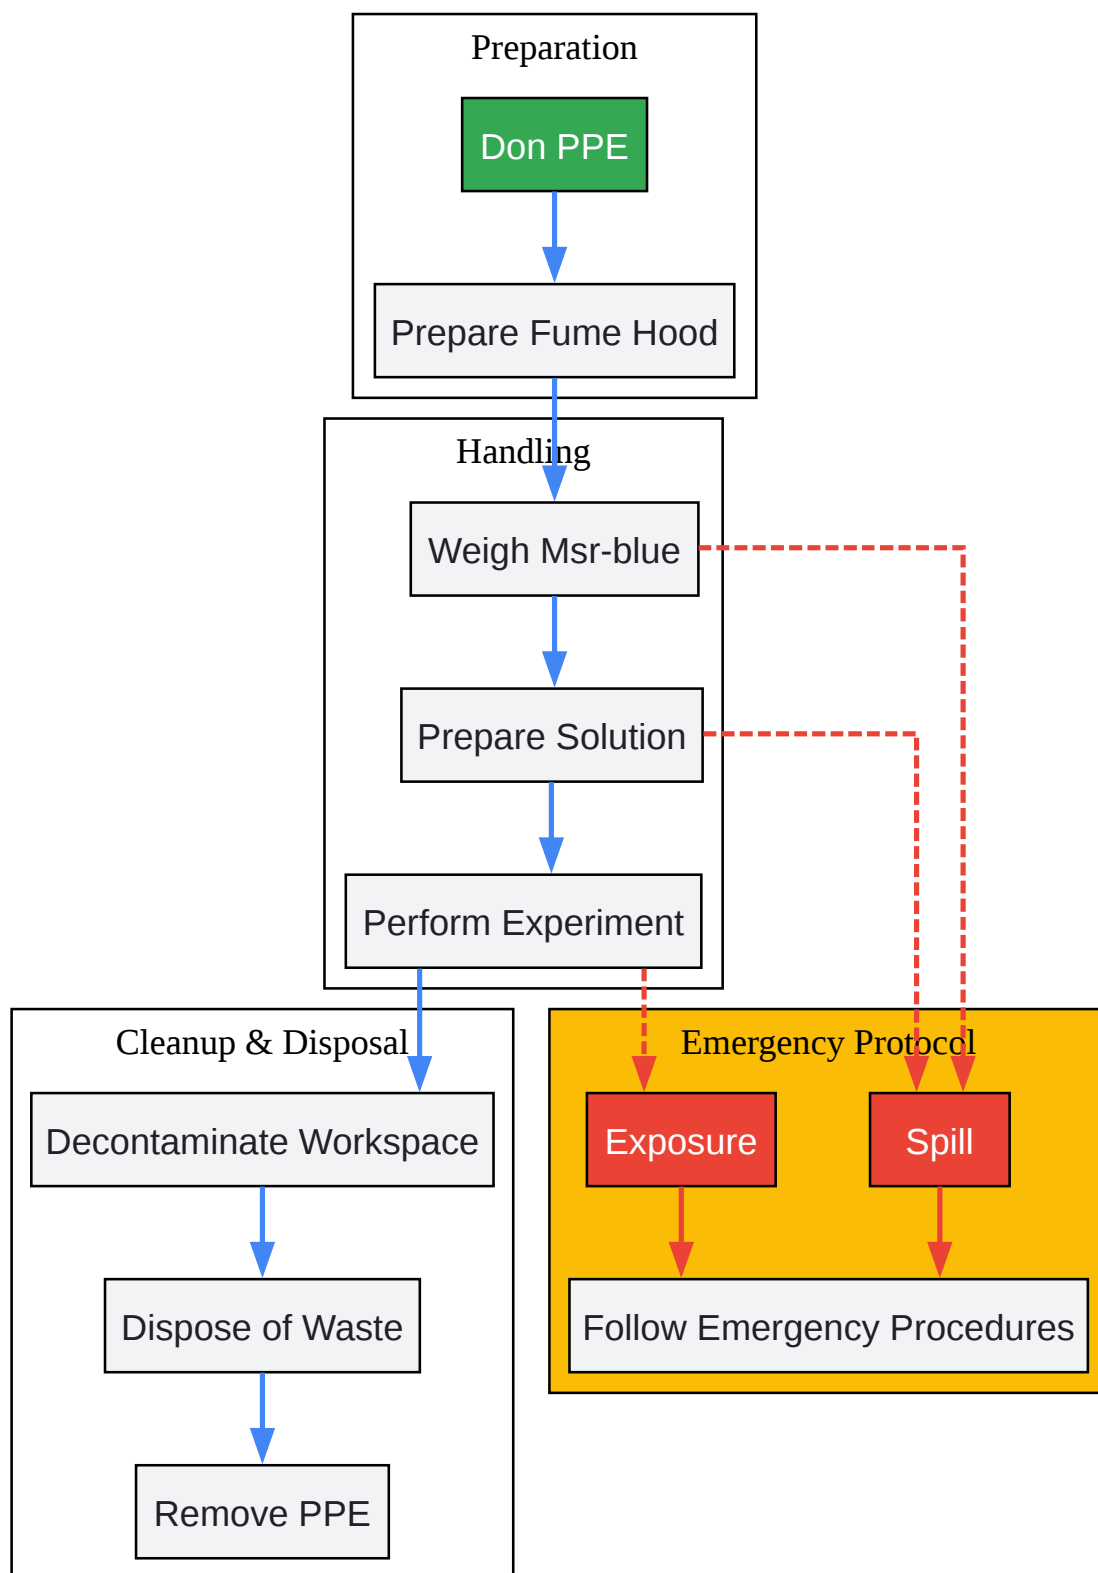 Preparation
Don PPE
Prepare Fume Hood
Handling
Weigh Msr-blue
Prepare Solution
Perform Experiment
Cleanup & Disposal
Decontaminate Workspace
Dispose of Waste
Remove PPE
Emergency Protocol
Exposure
Spill
Follow Emergency Procedures